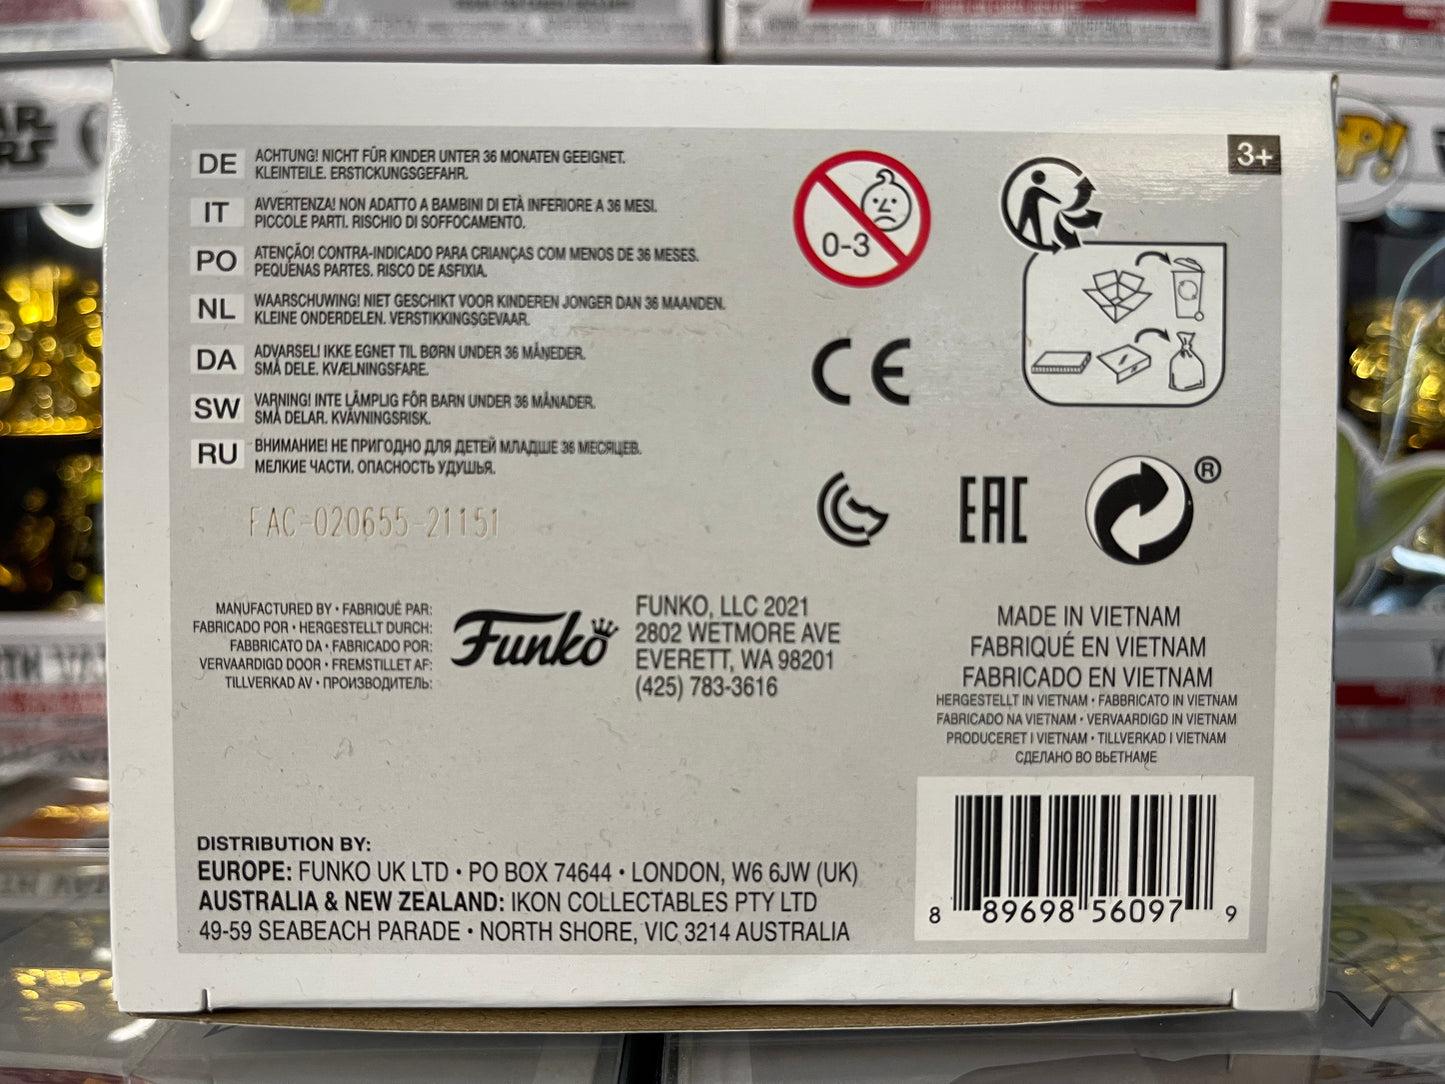 3+
DE
ACHTUNG! NICHT FÜR KINDER UNTER 36 MONATEN GEEIGNET.
KLEINTEILE. ERSTICKUNGSGEFAHR.
IT
AVVERTENZA! NON ADATTO A BAMBINI DI ETÀ INFERIORE A 36 MESI.
PICCOLE PARTI. RISCHIO DI SOFFOCAMENTO.
PO
ATENÇÃO! CONTRA-INDICADO PARA CRIANÇAS COM MENOS DE 36 MESES.
PEQUENAS PARTES. RISCO DE ASFIXIA.
NL
WAARSCHUWING! NIET GESCHIKT VOOR KINDEREN JONGER DAN 36 MAANDEN.
KLEINE ONDERDELEN. VERSTIKKINGSGEVAAR.
DA
ADVARSEL! IKKE EGNET TIL BØRN UNDER 36 MÅNEDER.
SMÅ DELE. KVÆLNINGSFARE.
SW
VARNING! INTE LÄMPLIG FÖR BARN UNDER 36 MÅNADER.
SMÅ DELAR. KVÄVNINGSRISK.
RU
ВНИМАНИЕ! НЕ ПРИГОДНО ДЛЯ ДЕТЕЙ МЛАДШЕ 36 МЕСЯЦЕВ.
МЕЛКИЕ ЧАСТИ. ОПАСНОСТЬ УДУШЬЯ.
0-3
CE
EAC
®
FAC-020655-21151
MANUFACTURED BY • FABRIQUÉ PAR:
FABRICADO POR • HERGESTELLT DURCH:
FABBRICATO DA • FABRICADO POR:
VERVAARDIGD DOOR • FREMSTILLET AF:
TILLVERKAD AV • ПРОИЗВОДИТЕЛЬ:
Funko
FUNKO, LLC 2021
2802 WETMORE AVE
EVERETT, WA 98201
(425) 783-3616
MADE IN VIETNAM
FABRIQUÉ EN VIETNAM
FABRICADO EN VIETNAM
HERGESTELLT IN VIETNAM • FABBRICATO IN VIETNAM
FABRICADO NA VIETNAM • VERVAARDIGD IN VIETNAM
PRODUCERET I VIETNAM • TILLVERKAD I VIETNAM
СДЕЛАНО ВО ВЬЕТНАМЕ
DISTRIBUTION BY:
EUROPE: FUNKO UK LTD • PO BOX 74644 • LONDON, W6 6JW (UK)
AUSTRALIA & NEW ZEALAND: IKON COLLECTABLES PTY LTD
49-59 SEABEACH PARADE • NORTH SHORE, VIC 3214 AUSTRALIA
8 89698 56097 9